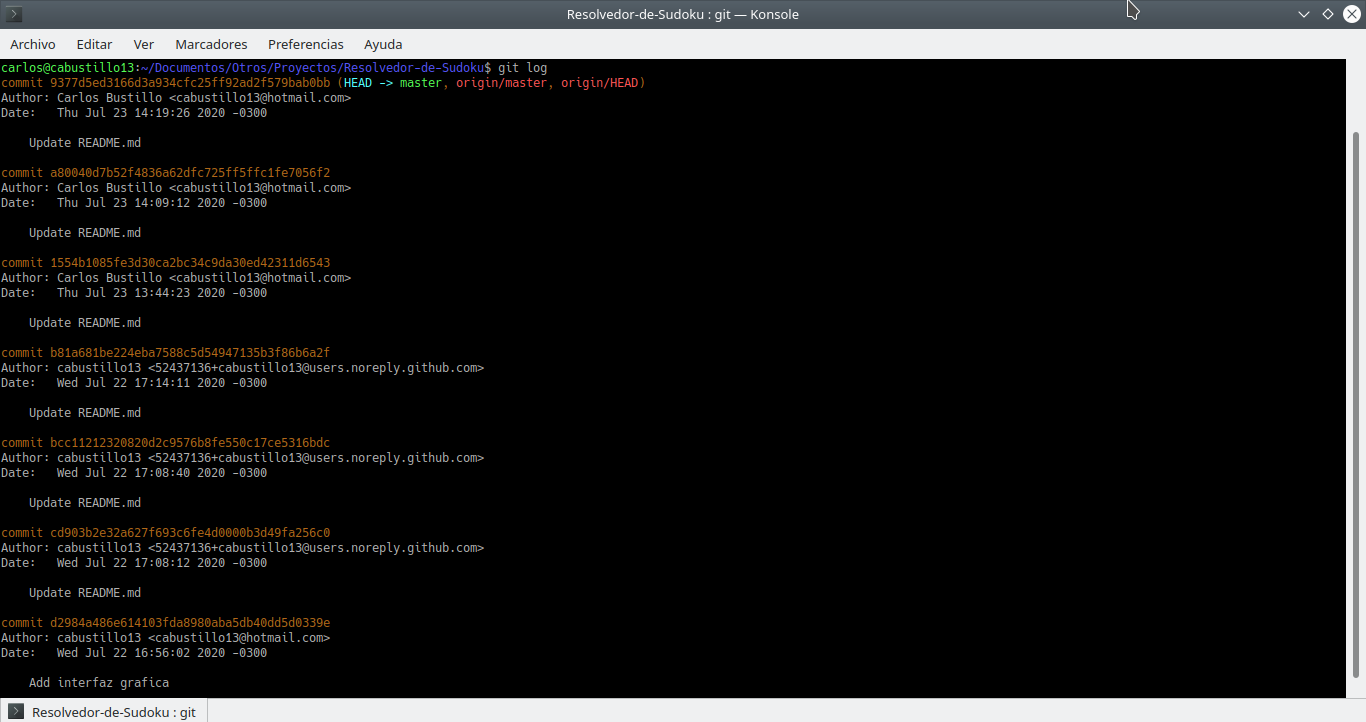 Resolvedor-de-Sudoku : git — Konsole
Archivo Editar Ver Marcadores Preferencias Ayuda
carlos@cabustillo13:~/Documentos/Otros/Proyectos/Resolvedor-de-Sudoku$ git log
commit 9377d5ed3166d3a934cfc25ff92ad2f579bab0bb (HEAD -> master, origin/master, origin/HEAD)
Author: Carlos Bustillo <cabustillo13@hotmail.com>
Date:   Thu Jul 23 14:19:26 2020 -0300
Update README.md
commit a80040d7b52f4836a62dfc725ff5ffc1fe7056f2
Author: Carlos Bustillo <cabustillo13@hotmail.com>
Date:   Thu Jul 23 14:09:12 2020 -0300
Update README.md
commit 1554b1085fe3d30ca2bc34c9da30ed42311d6543
Author: Carlos Bustillo <cabustillo13@hotmail.com>
Date:   Thu Jul 23 13:44:23 2020 -0300
Update README.md
commit b81a681be224eba7588c5d54947135b3f86b6a2f
Author: cabustillo13 <52437136+cabustillo13@users.noreply.github.com>
Date:   Wed Jul 22 17:14:11 2020 -0300
Update README.md
commit bcc11212320820d2c9576b8fe550c17ce5316bdc
Author: cabustillo13 <52437136+cabustillo13@users.noreply.github.com>
Date:   Wed Jul 22 17:08:40 2020 -0300
Update README.md
commit cd903b2e32a627f693c6fe4d0000b3d49fa256c0
Author: cabustillo13 <52437136+cabustillo13@users.noreply.github.com>
Date:   Wed Jul 22 17:08:12 2020 -0300
Update README.md
commit d2984a486e614103fda8980aba5db40dd5d0339e
Author: cabustillo13 <cabustillo13@hotmail.com>
Date:   Wed Jul 22 16:56:02 2020 -0300
Add interfaz grafica
Resolvedor-de-Sudoku : git